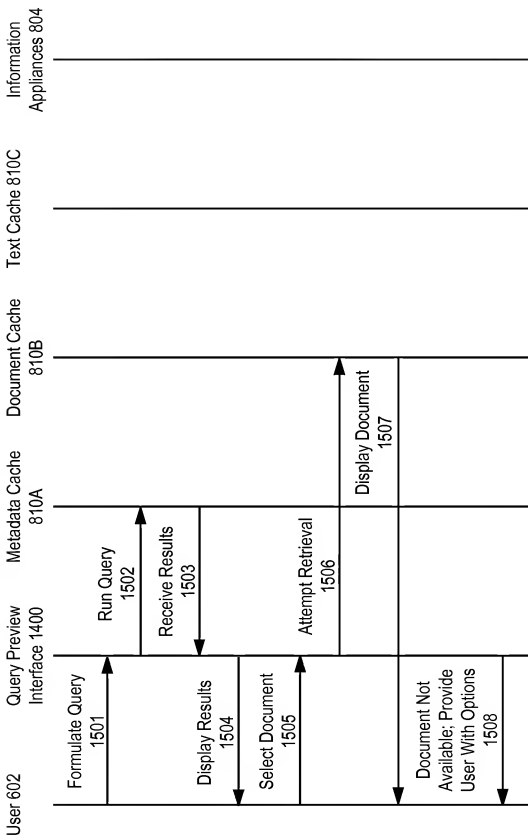 User 602
Query Preview
Interface 1400
Metadata Cache
810A
Document Cache
810B
Text Cache 810C
Information
Appliances 804
Formulate Query
1501
Run Query
1502
Receive Results
1503
Display Results
1504
Select Document
1505
Attempt Retrieval
1506
Display Document
1507
Document Not
Available; Provide
User With Options
1508